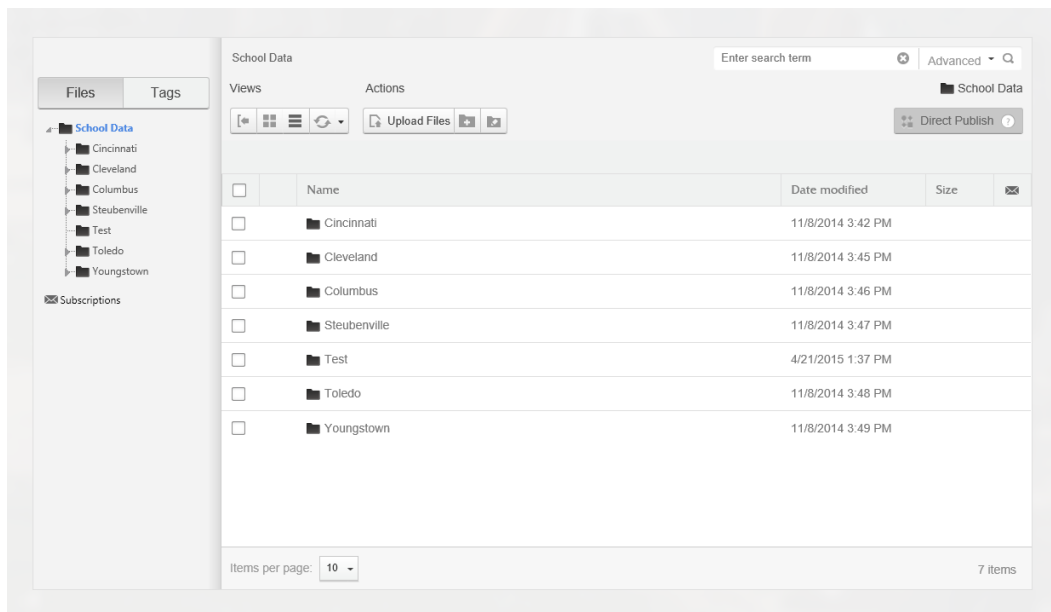 School Data
Enter search term
Advanced
Files
Tags
Views
Actions
School Data
Upload Files
Direct Publish ?
School Data
Cincinnati
Cleveland
Columbus
Steubenville
Test
Toledo
Youngstown
Subscriptions
Name Date modified Size
Cincinnati 11/8/2014 3:42 PM
Cleveland 11/8/2014 3:45 PM
Columbus 11/8/2014 3:46 PM
Steubenville 11/8/2014 3:47 PM
Test 4/21/2015 1:37 PM
Toledo 11/8/2014 3:48 PM
Youngstown 11/8/2014 3:49 PM
Items per page: 10
7 items